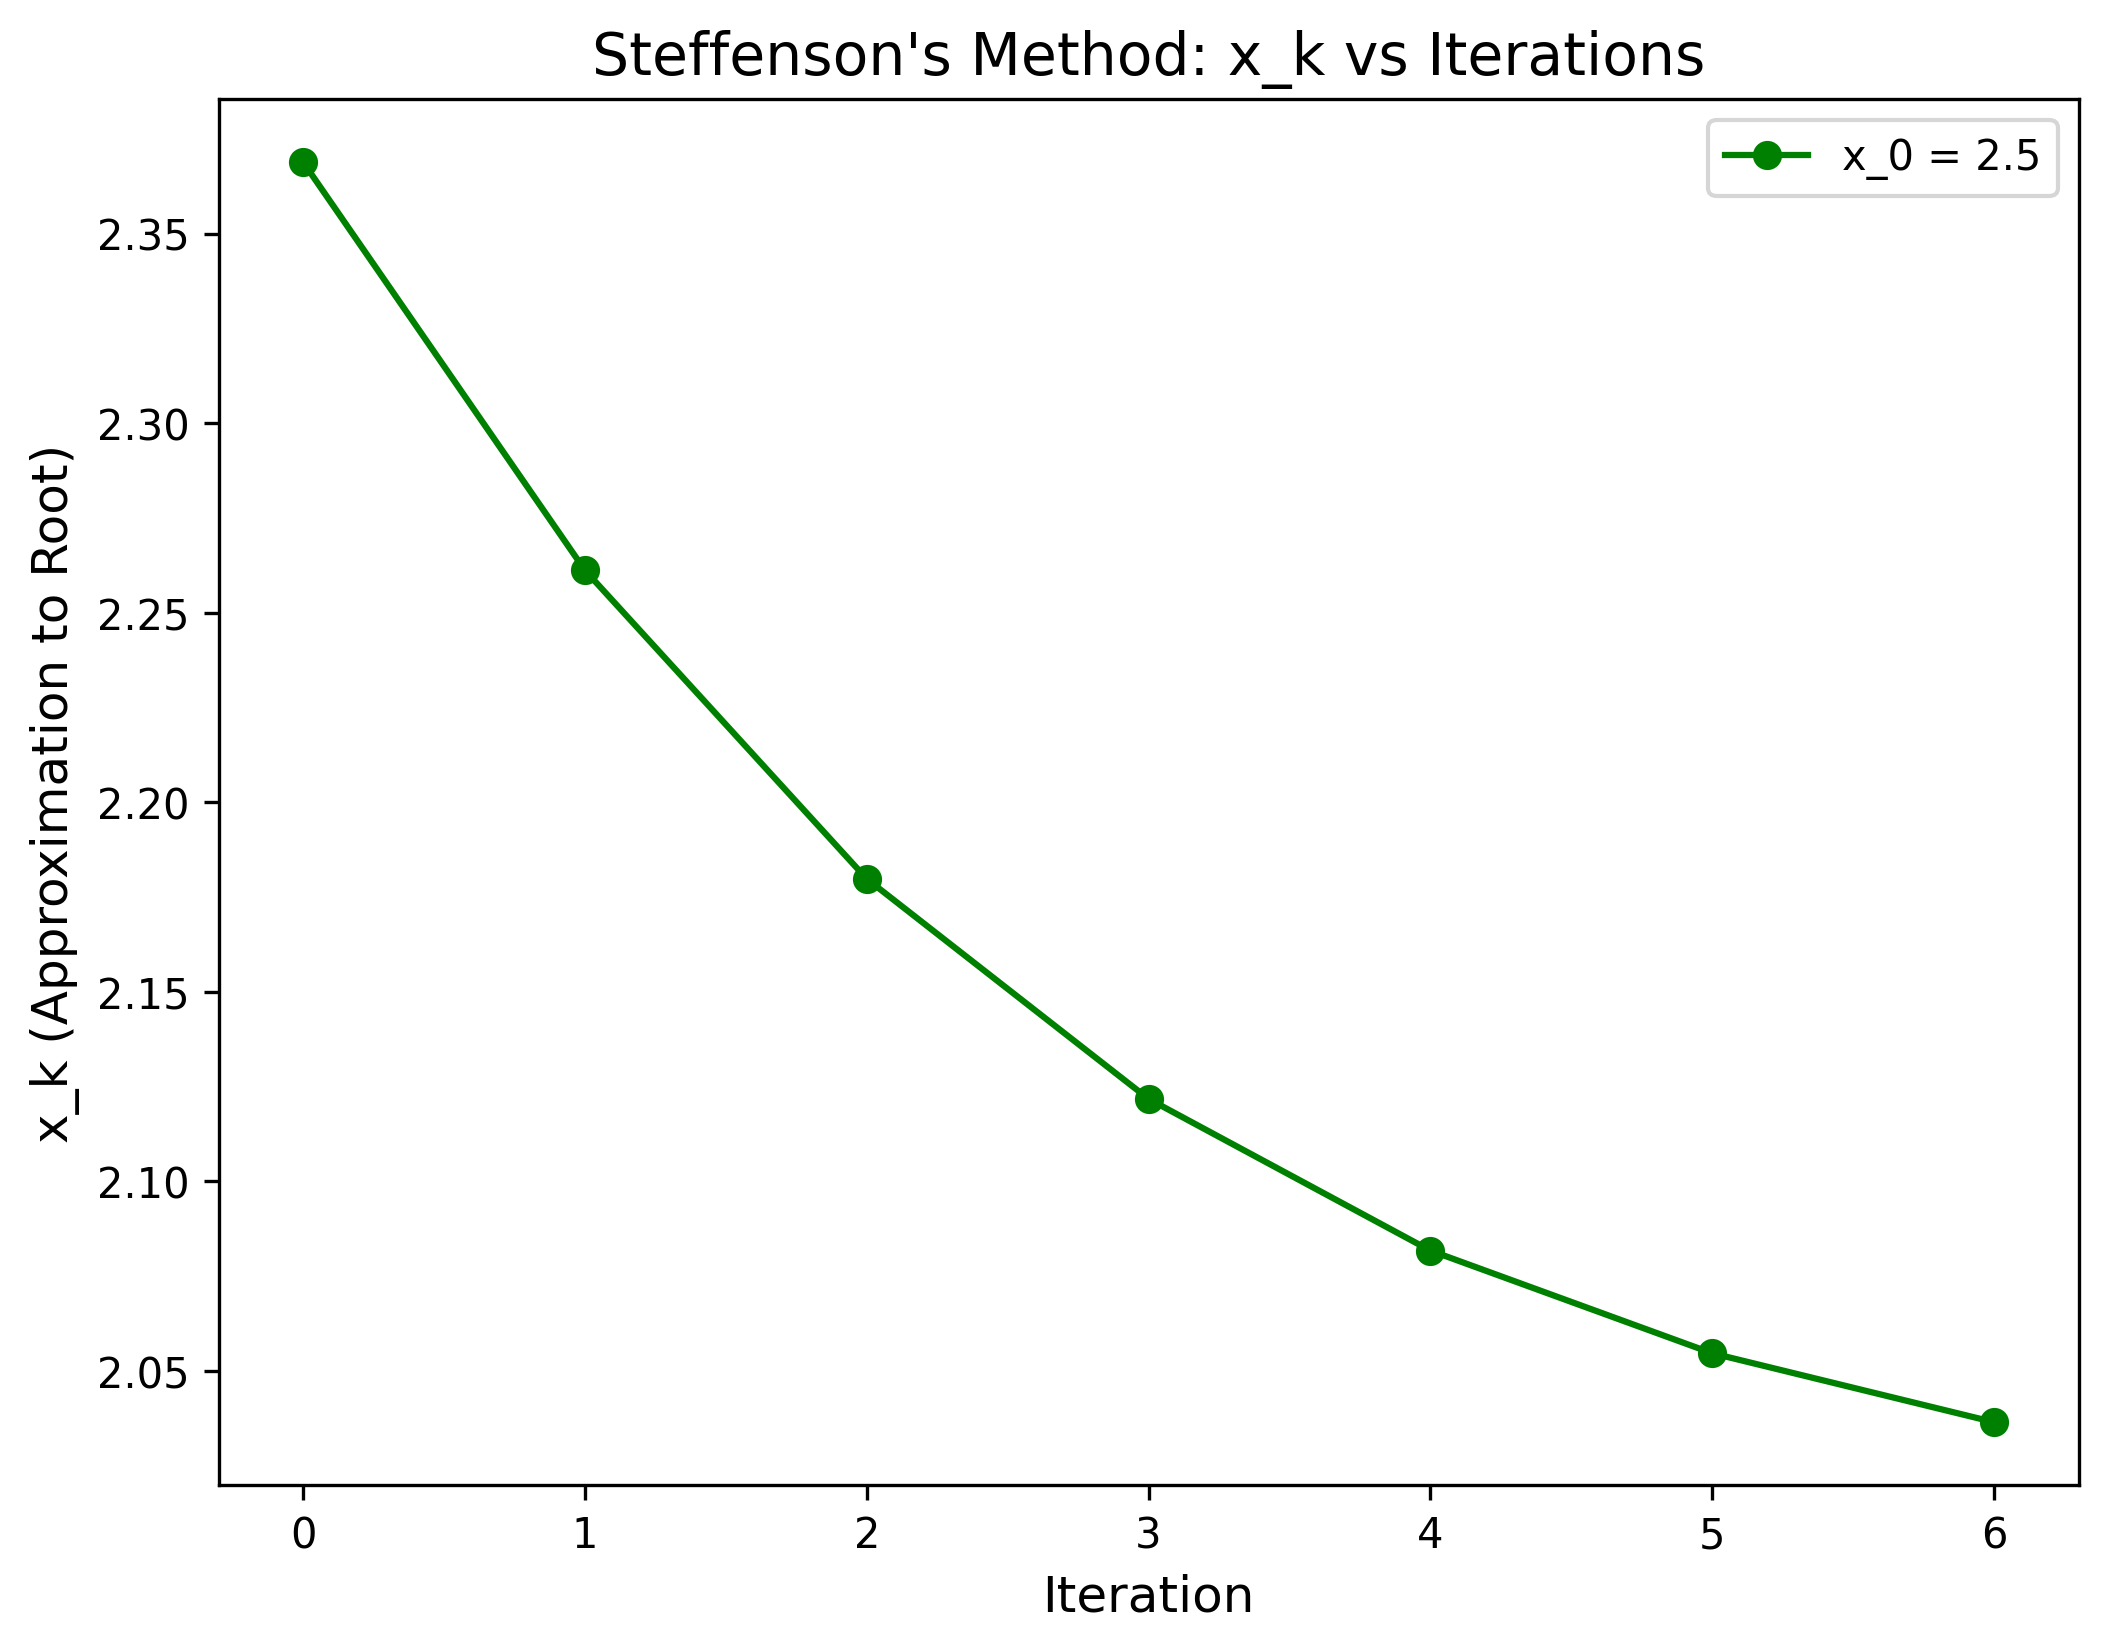 Steffenson's Method: x_k vs Iterations
x_0 = 2.5
x_k (Approximation to Root)
2.35
2.30
2.25
2.20
2.15
2.10
2.05
0 1 2 3 4 5 6
Iteration